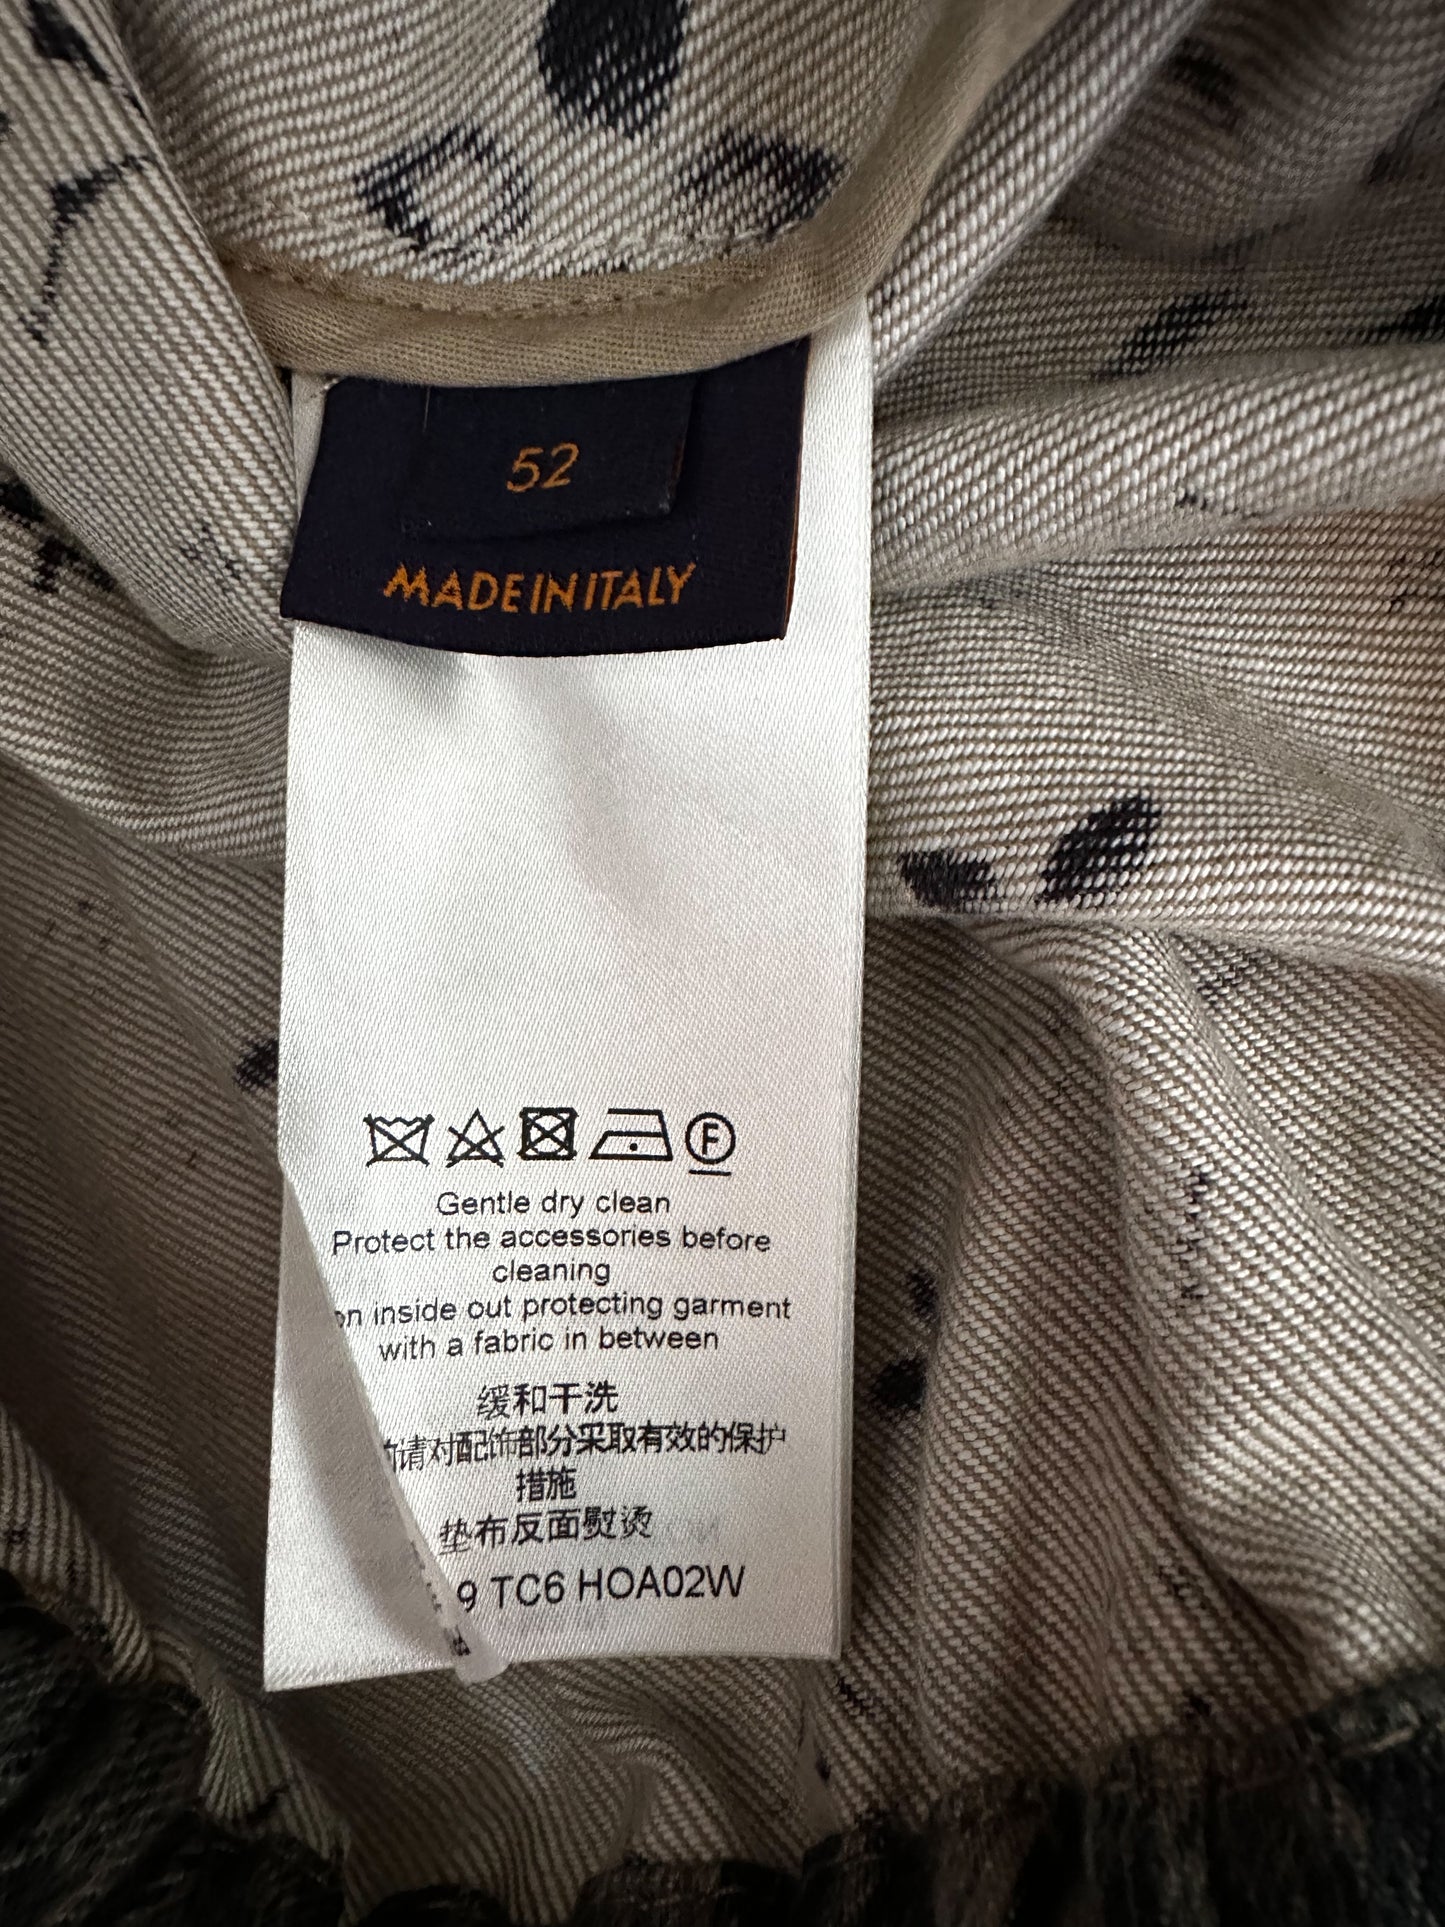 52
MADE IN ITALY
F
Gentle dry clean
Protect the accessories before
cleaning
inside out protecting garment
with a fabric in between
缓和干洗
请对配饰部分采取有效的保护
措施
垫布反面熨烫
9 TC6 HOA02W